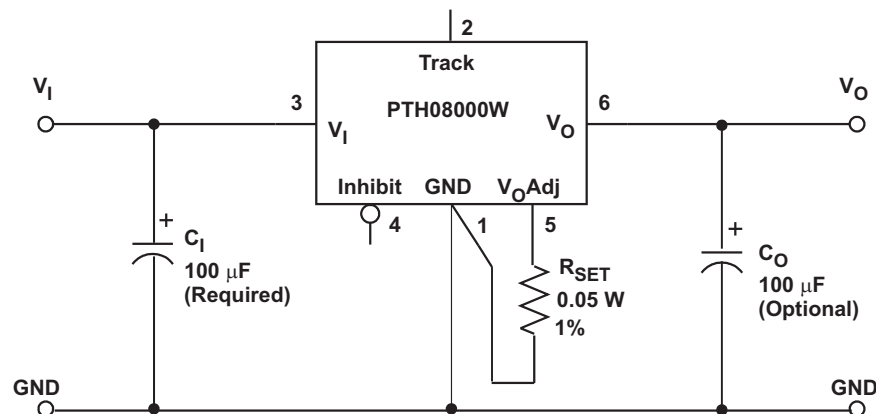 2
Track
V_I
V_O
3
PTH08000W
6
V_I
V_O
Inhibit
GND
V_OAdj
4
1
5
+
C_I
100 μF
(Required)
R_SET
0.05 W
1%
+
C_O
100 μF
(Optional)
GND
GND